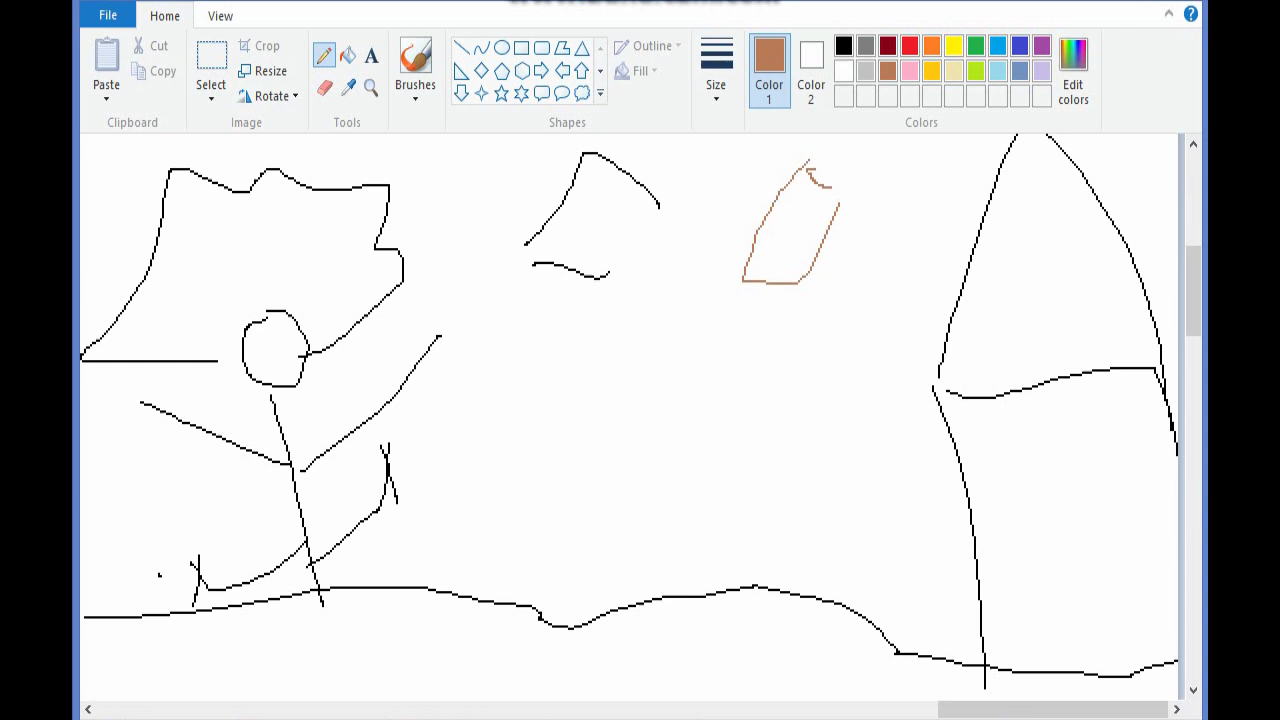 File Home View
Cut
Copy
Paste
Clipboard
Crop
Resize
Rotate
Select
Image
A
Tools
Brushes
Outline
Fill
Shapes
Size
Color 1
Color 2
Edit colors
Colors